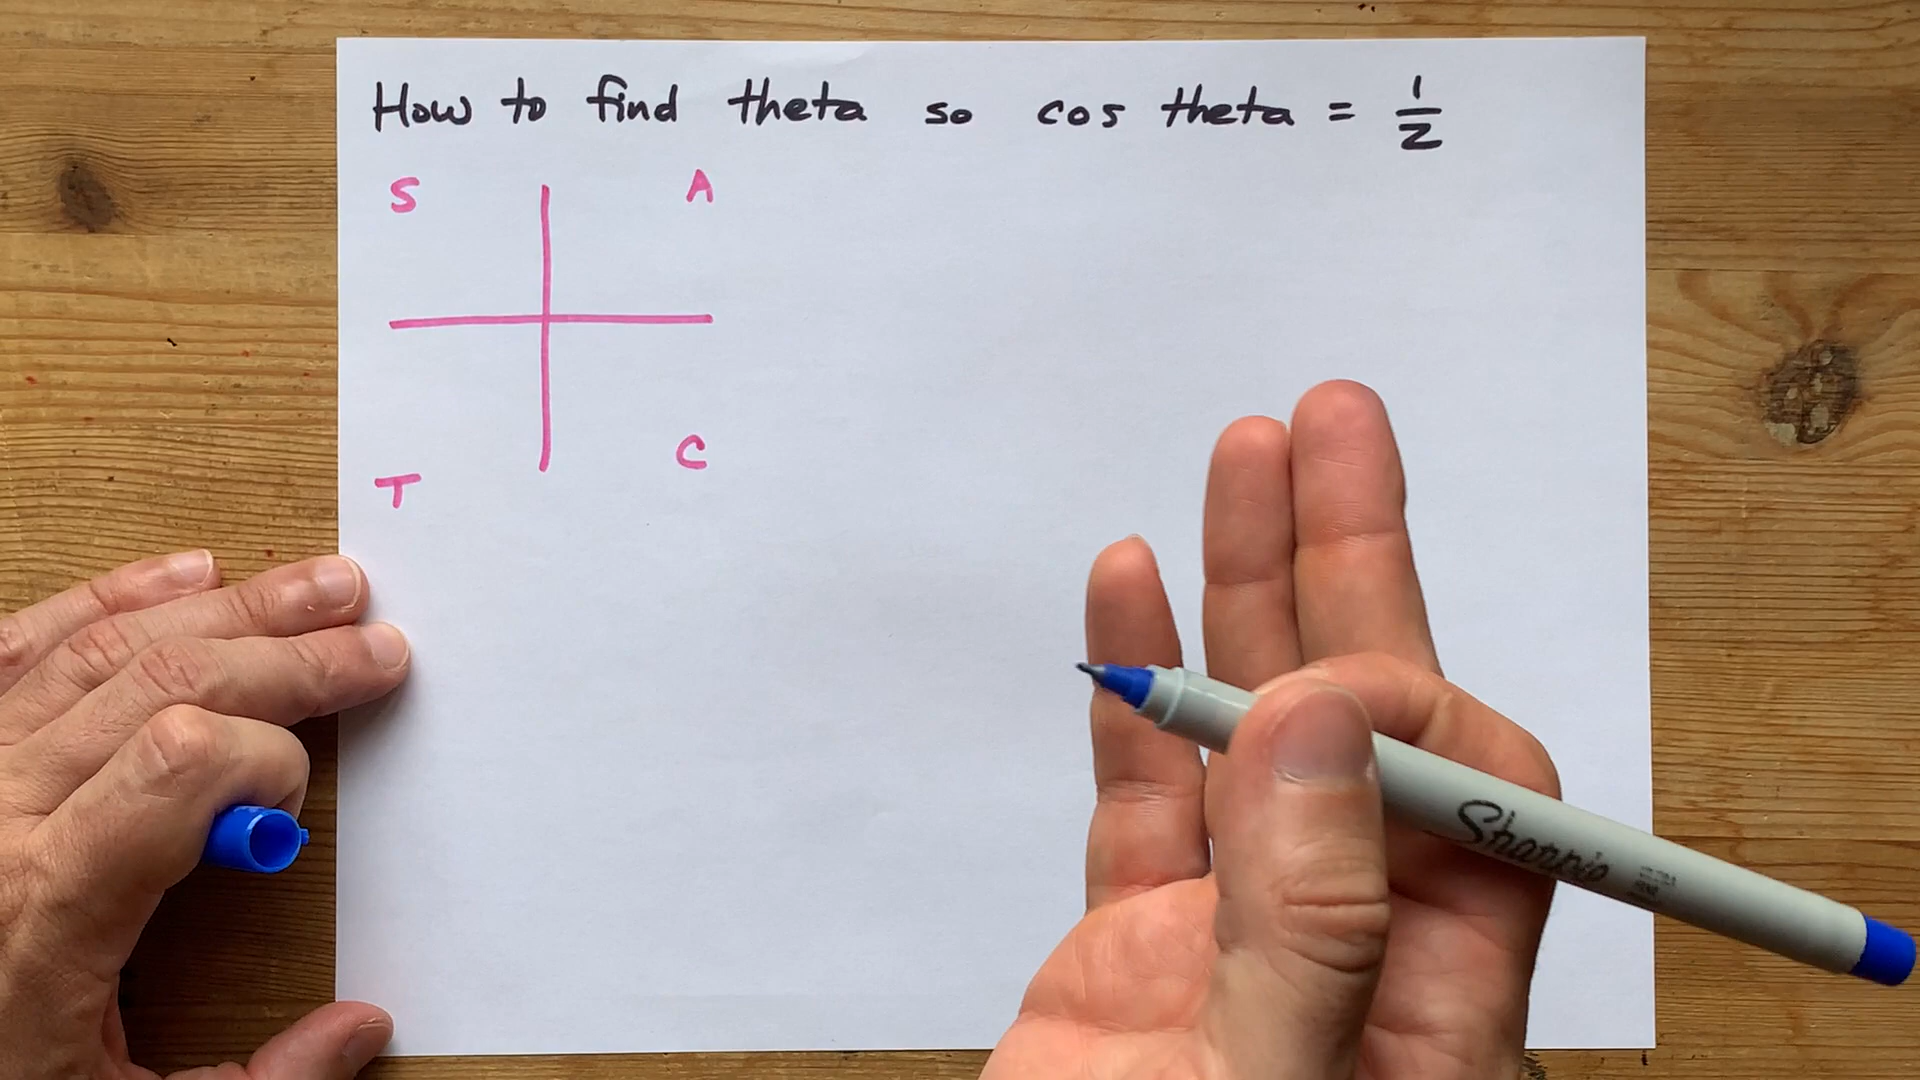 How to find theta so cos theta = 1/2
S A
T C
Sharpie